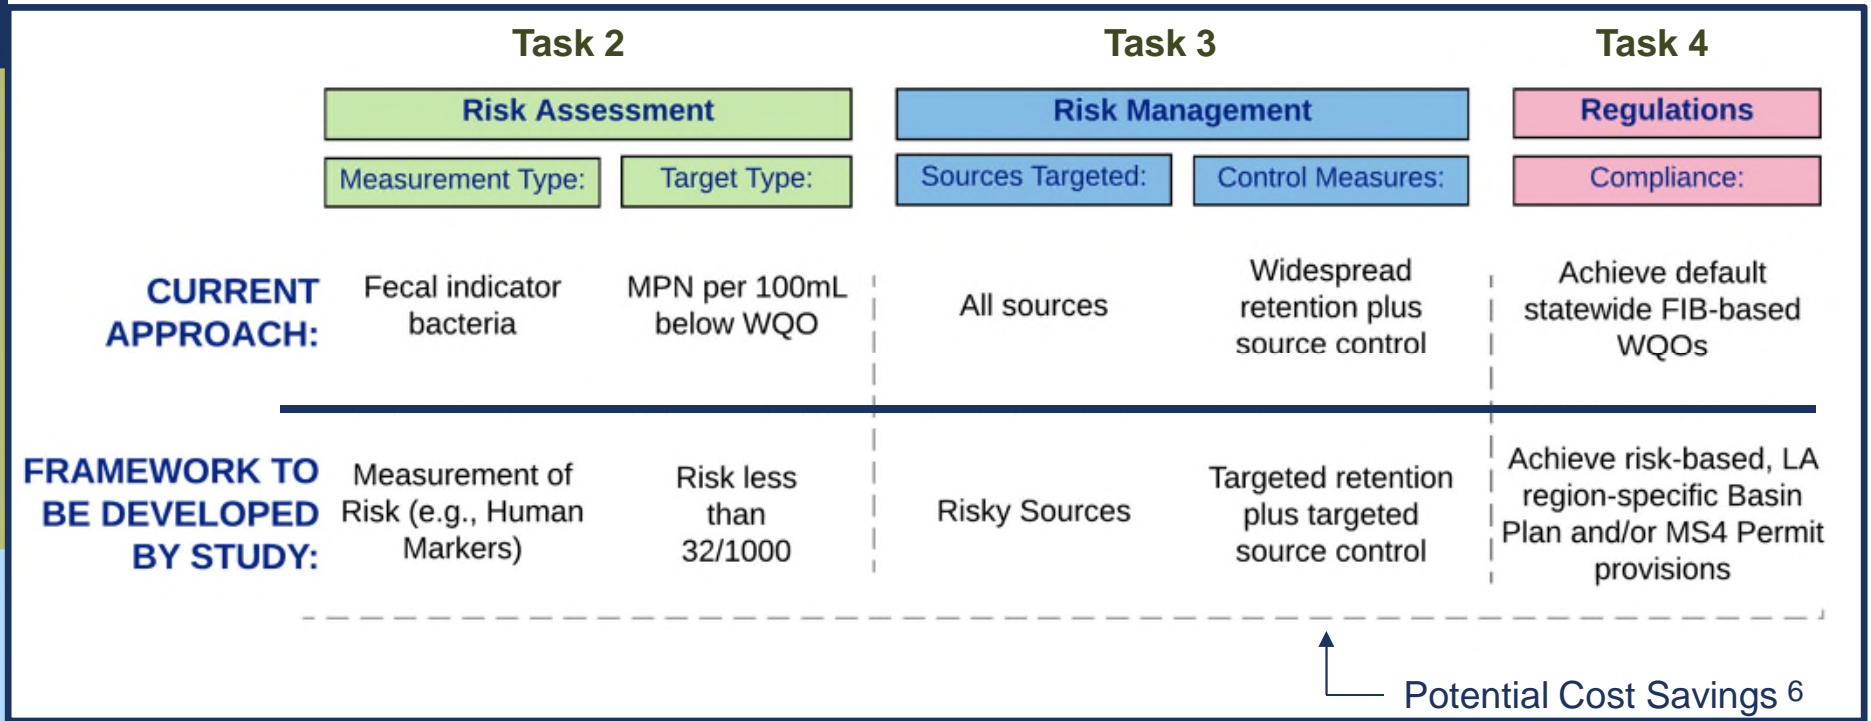 Task 2
Task 3
Task 4
Risk Assessment
Risk Management
Regulations
Measurement Type:
Target Type:
Sources Targeted:
Control Measures:
Compliance:
CURRENT
APPROACH:
Fecal indicator
bacteria
MPN per 100mL
below WQO
All sources
Widespread
retention plus
source control
Achieve default
statewide FIB-based
WQOs
FRAMEWORK TO
BE DEVELOPED
BY STUDY:
Measurement of
Risk (e.g., Human
Markers)
Risk less
than
32/1000
Risky Sources
Targeted retention
plus targeted
source control
Achieve risk-based, LA
region-specific Basin
Plan and/or MS4 Permit
provisions
Potential Cost Savings 6